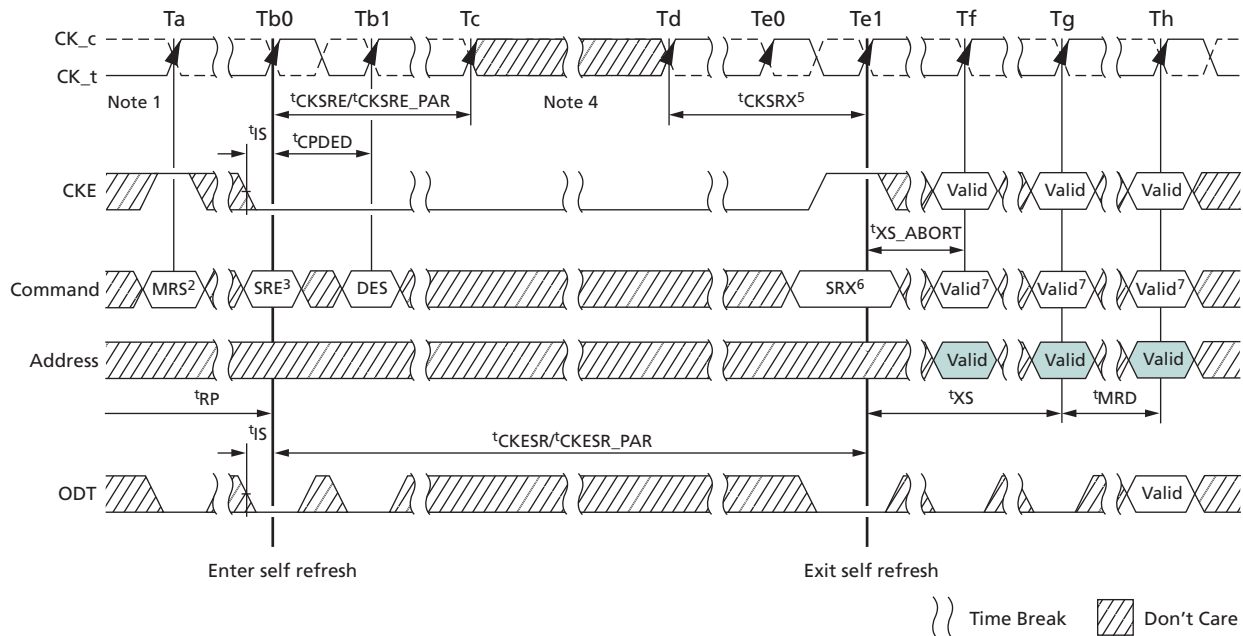 Ta Tb0 Tb1 Tc Td Te0 Te1 Tf Tg Th
CK_c
CK_t
Note 1 tCKSRE/tCKSRE_PAR Note 4 tCKSRX5
tIS tCPDED
CKE Valid Valid Valid
tXS_ABORT
Command MRS2 SRE3 DES SRX6 Valid7 Valid7 Valid7
Address Valid Valid Valid
tRP tXS tMRD
tIS tCKESR/tCKESR_PAR
ODT Valid
Enter self refresh Exit self refresh
Time Break Don't Care